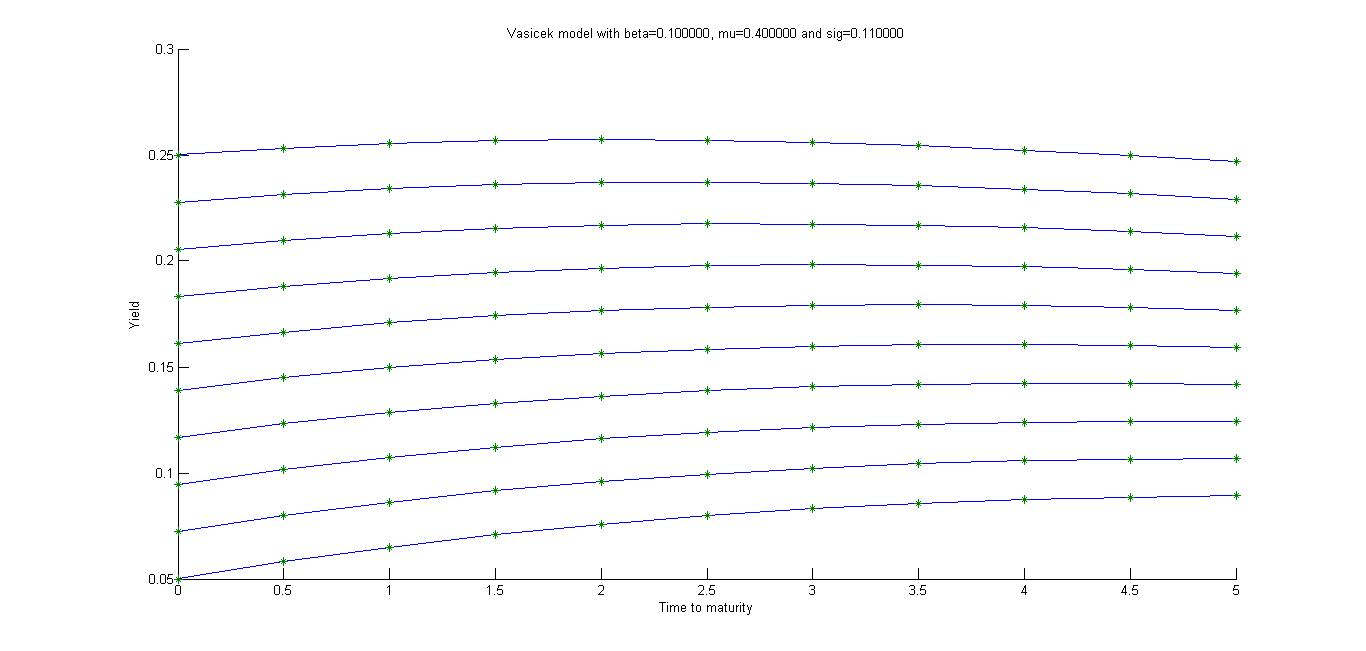 Vasicek model with beta=0.100000, mu=0.400000 and sig=0.110000
0.3
0.25
0.2
0.15
0.1
0.05
Yield
0 0.5 1 1.5 2 2.5 3 3.5 4 4.5 5
Time to maturity